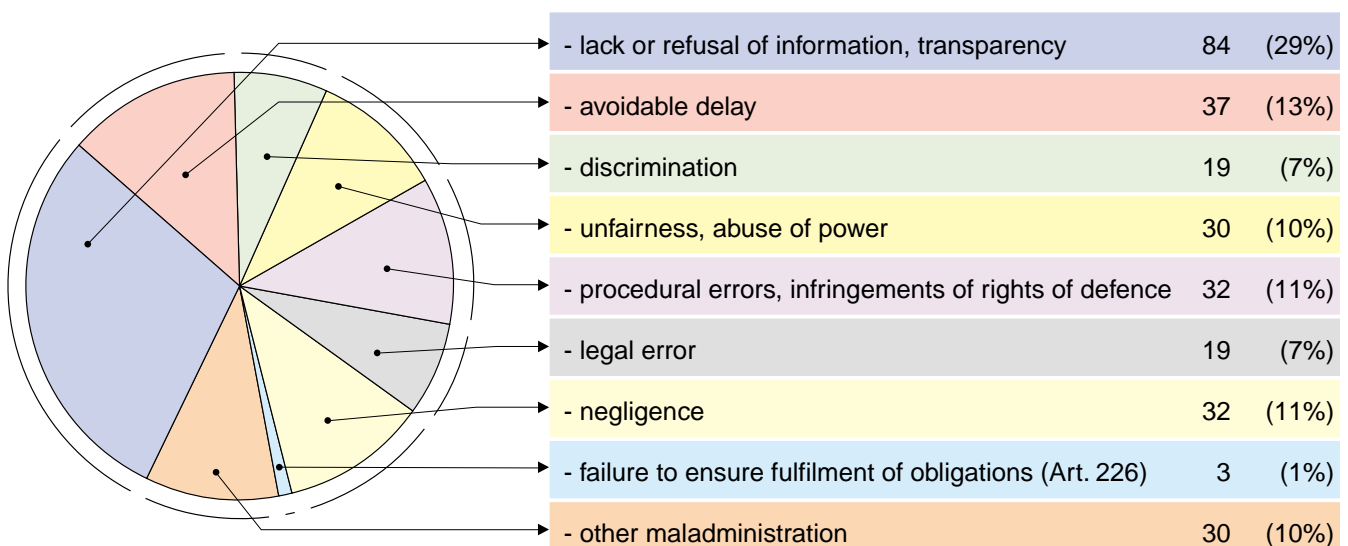 - lack or refusal of information, transparency 84 (29%)
- avoidable delay 37 (13%)
- discrimination 19 (7%)
- unfairness, abuse of power 30 (10%)
- procedural errors, infringements of rights of defence 32 (11%)
- legal error 19 (7%)
- negligence 32 (11%)
- failure to ensure fulfilment of obligations (Art. 226) 3 (1%)
- other maladministration 30 (10%)